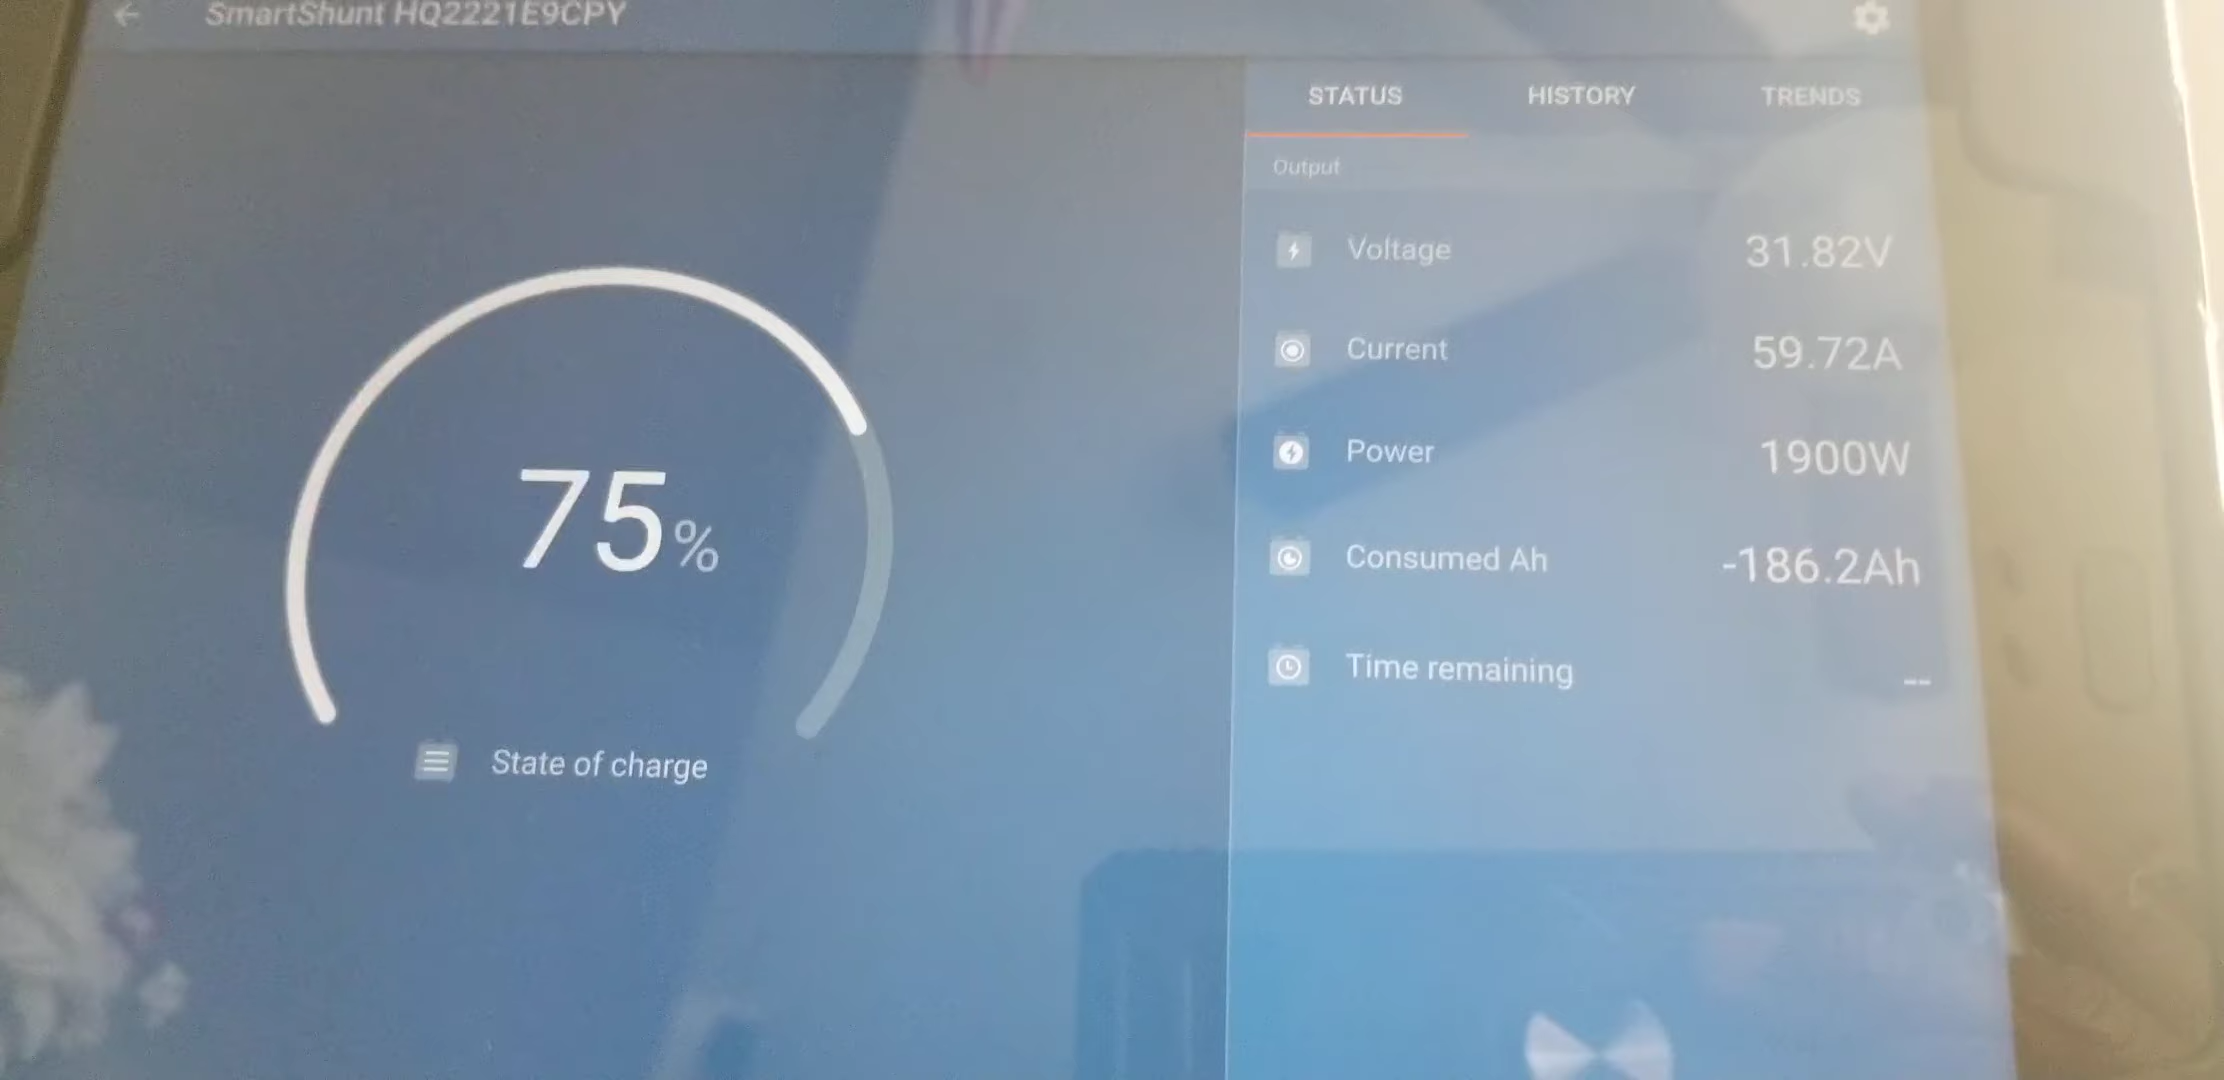 SmartShunt HQ2221E9CPY
STATUS HISTORY TRENDS
Output
Voltage 31.82V
Current 59.72A
Power 1900W
Consumed Ah -186.2Ah
Time remaining --
75%
State of charge